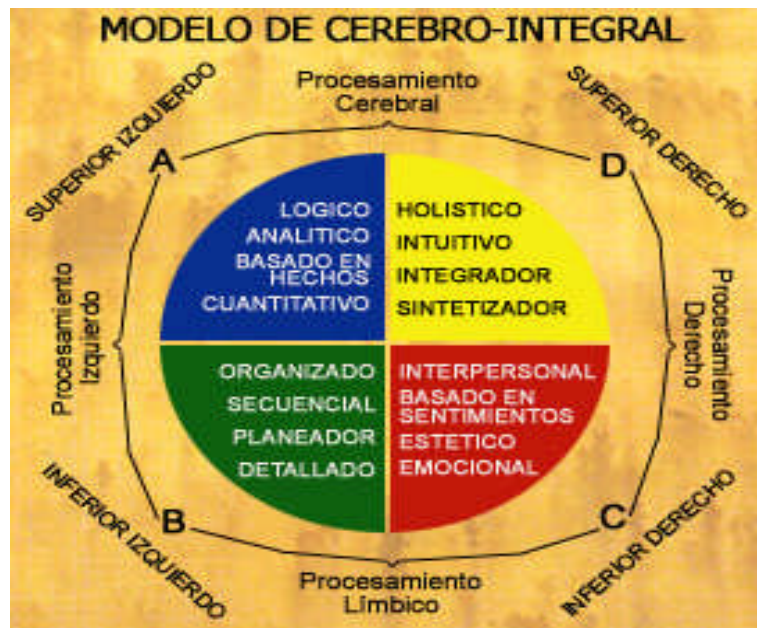 MODELO DE CEREBRO-INTEGRAL
Procesamiento
Cerebral
SUPERIOR IZQUIERDO
SUPERIOR DERECHO
A
D
LOGICO
ANALITICO
BASADO EN
HECHOS
CUANTITATIVO
HOLISTICO
INTUITIVO
INTEGRADOR
SINTETIZADOR
Procesamiento
Izquierdo
Procesamiento
Derecho
ORGANIZADO
SECUENCIAL
PLANEADOR
DETALLADO
INTERPERSONAL
BASADO EN
SENTIMIENTOS
ESTETICO
EMOCIONAL
B
C
INFERIOR IZQUIERDO
INFERIOR DERECHO
Procesamiento
Límbico